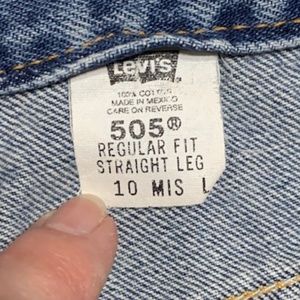 Levi's
100% COTTON
MADE IN MEXICO
CARE ON REVERSE
505®
REGULAR FIT
STRAIGHT LEG
10 MIS L